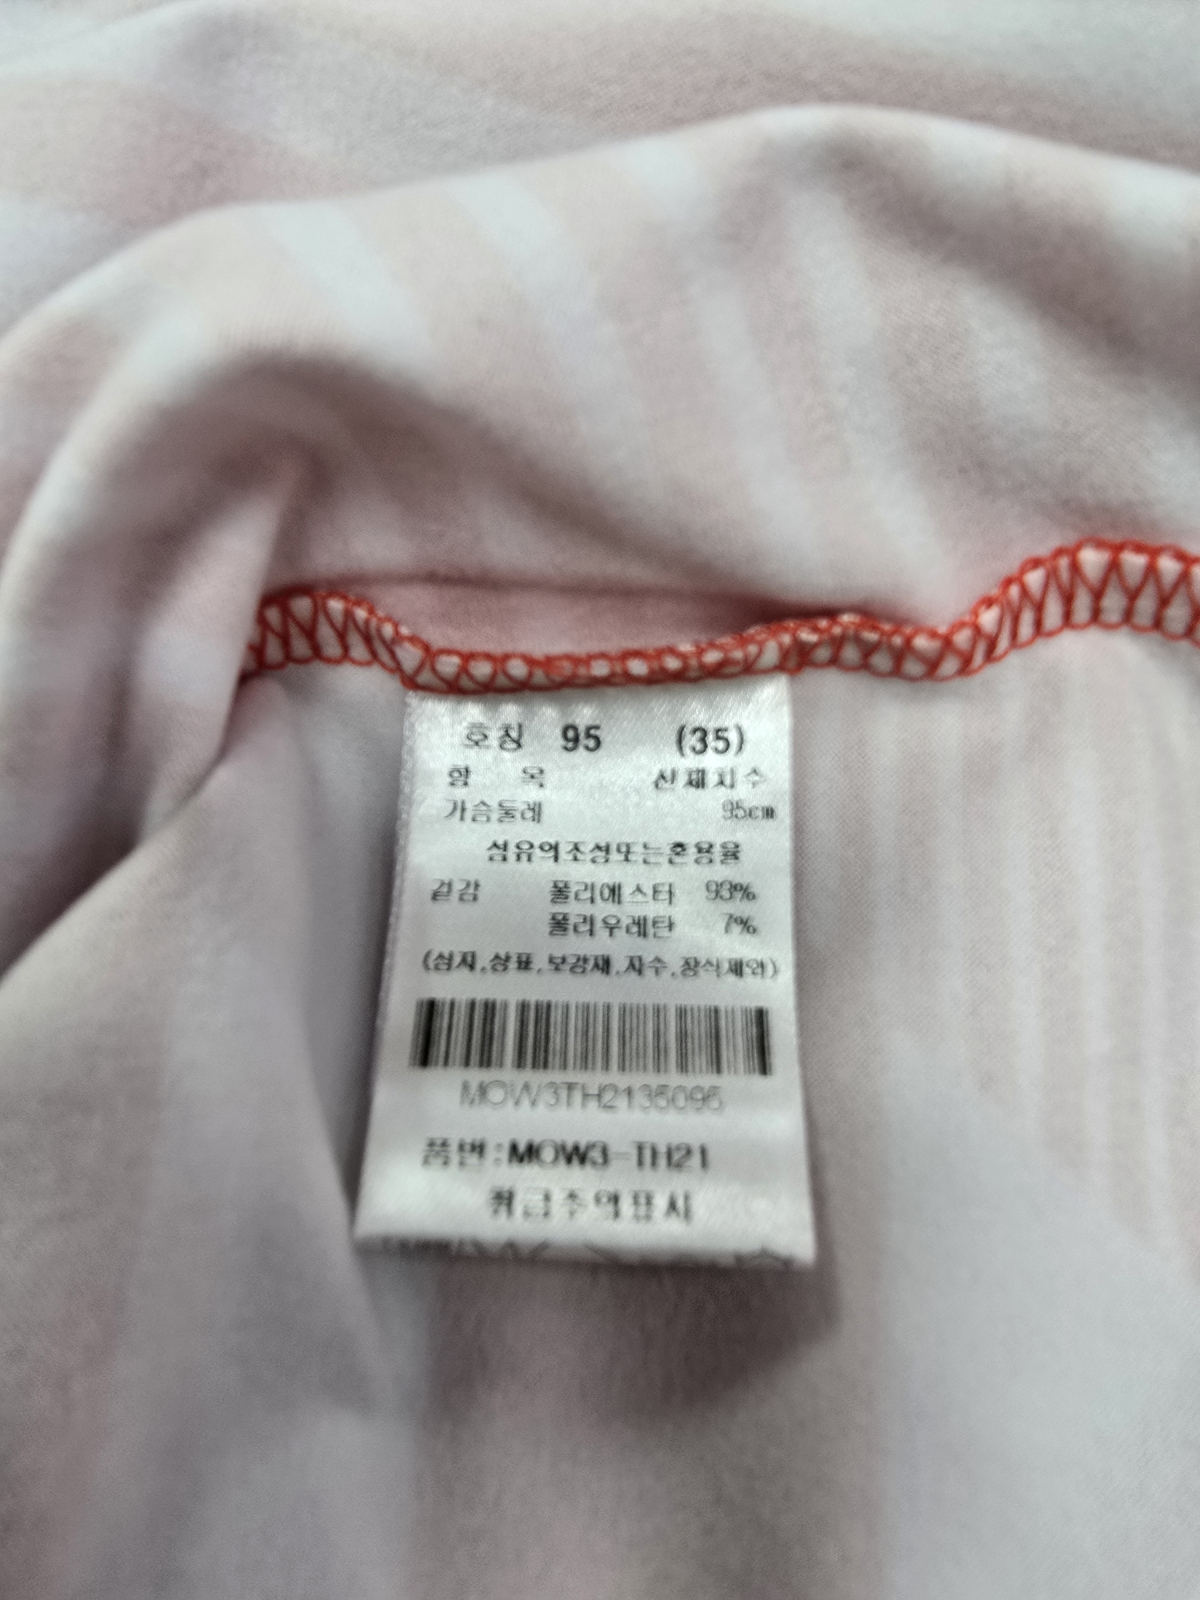 호칭 95 (35)
항 목 신체치수
가슴둘레 95cm
섬유의조성또는혼용율
겉감 폴리에스터 93%
폴리우레탄 7%
(심지,상표,보강재,자수,장식제외)
MOW3TH2135095
품번:MOW3-TH21
취급주의표시